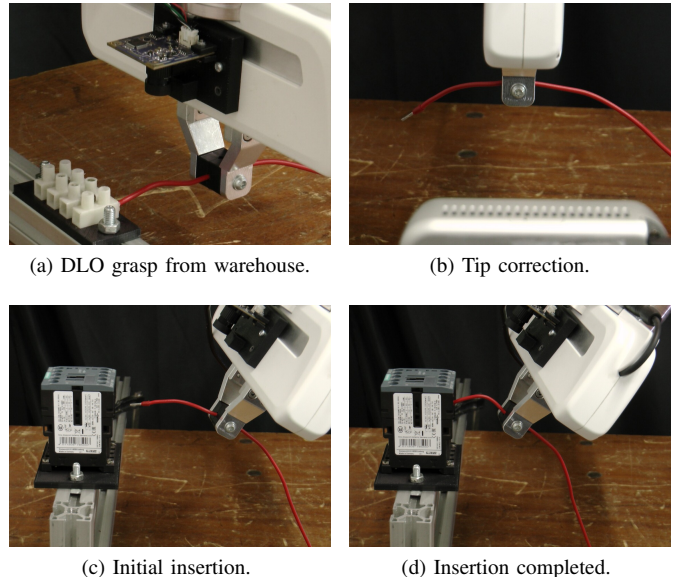 (a) DLO grasp from warehouse.
(b) Tip correction.
(c) Initial insertion.
(d) Insertion completed.